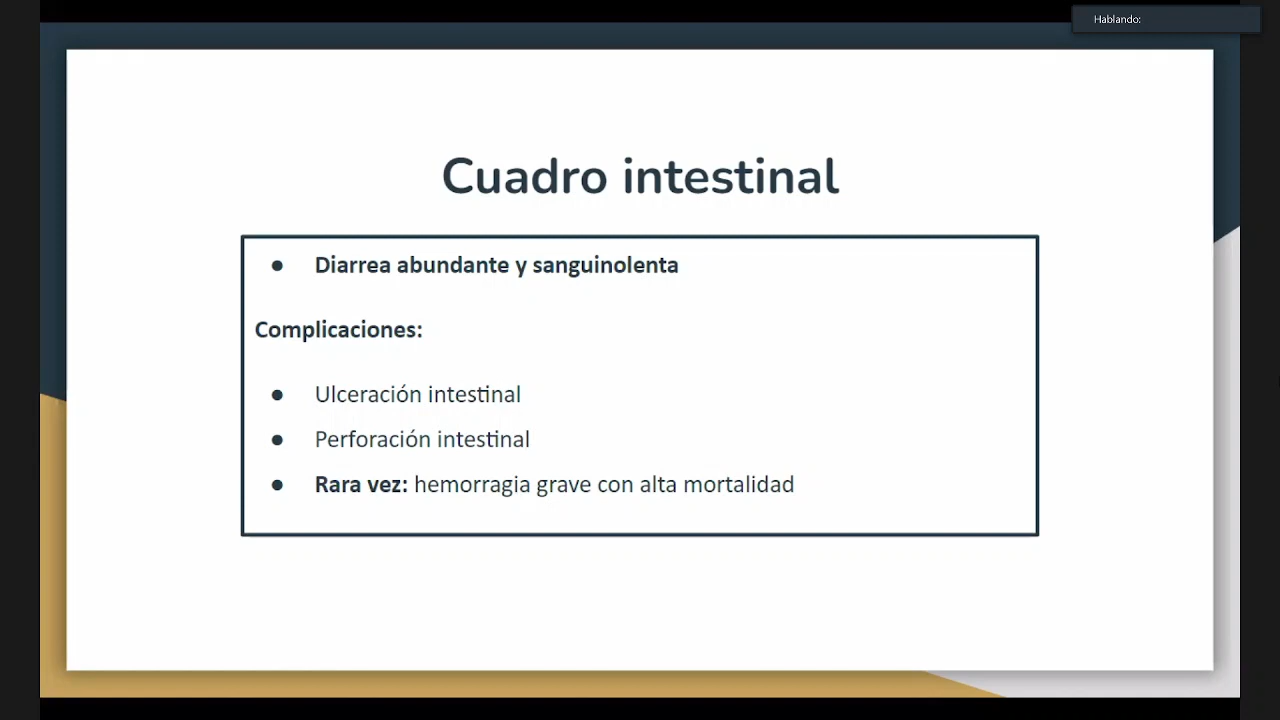 Hablando:
Cuadro intestinal
● Diarrea abundante y sanguinolenta
Complicaciones:
● Ulceración intestinal
● Perforación intestinal
● Rara vez: hemorragia grave con alta mortalidad